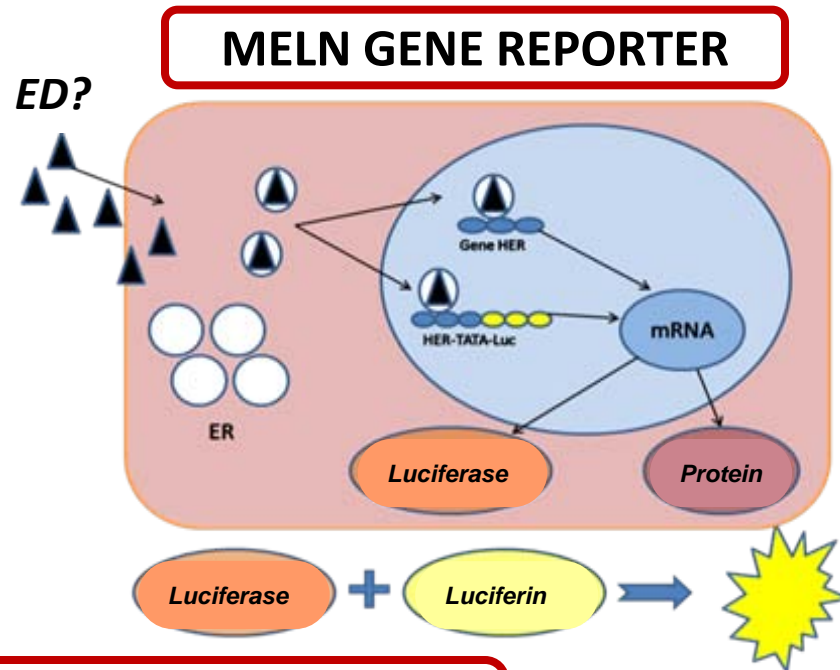 MELN GENE REPORTER
ED?
Gene HER
HER-TATA-Luc
mRNA
ER
Luciferase
Protein
Luciferase
Luciferin